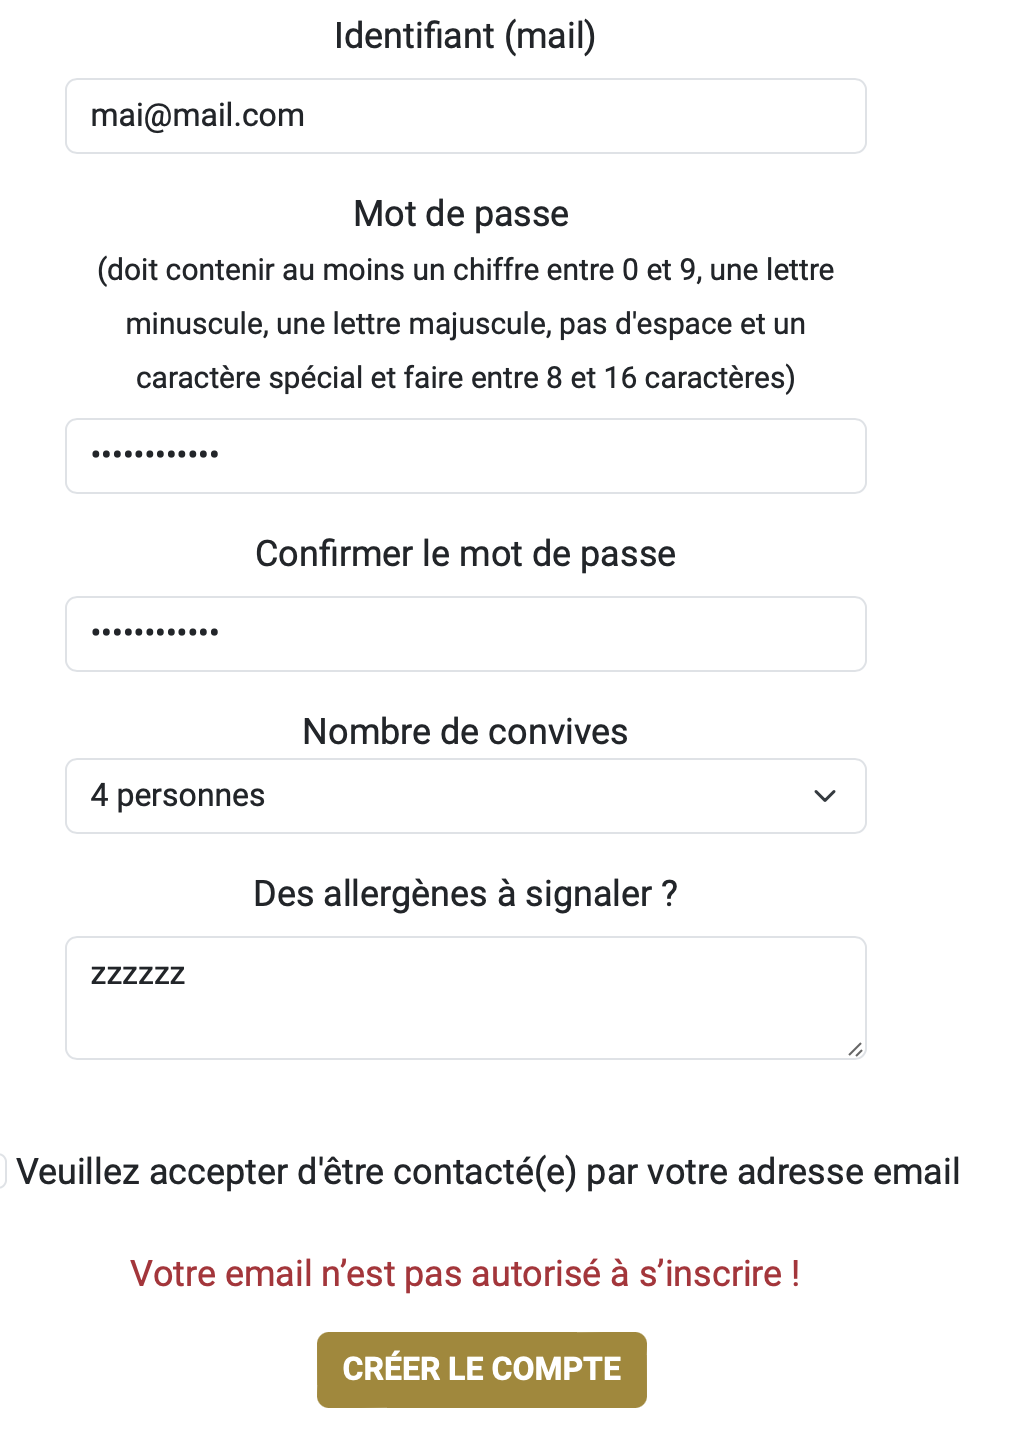 Identifiant (mail)
mai@mail.com
Mot de passe
(doit contenir au moins un chiffre entre 0 et 9, une lettre
minuscule, une lettre majuscule, pas d'espace et un
caractère spécial et faire entre 8 et 16 caractères)
••••••••••••
Confirmer le mot de passe
••••••••••••
Nombre de convives
4 personnes
Des allergènes à signaler ?
zzzzzz
Veuillez accepter d'être contacté(e) par votre adresse email
Votre email n’est pas autorisé à s’inscrire !
CRÉER LE COMPTE